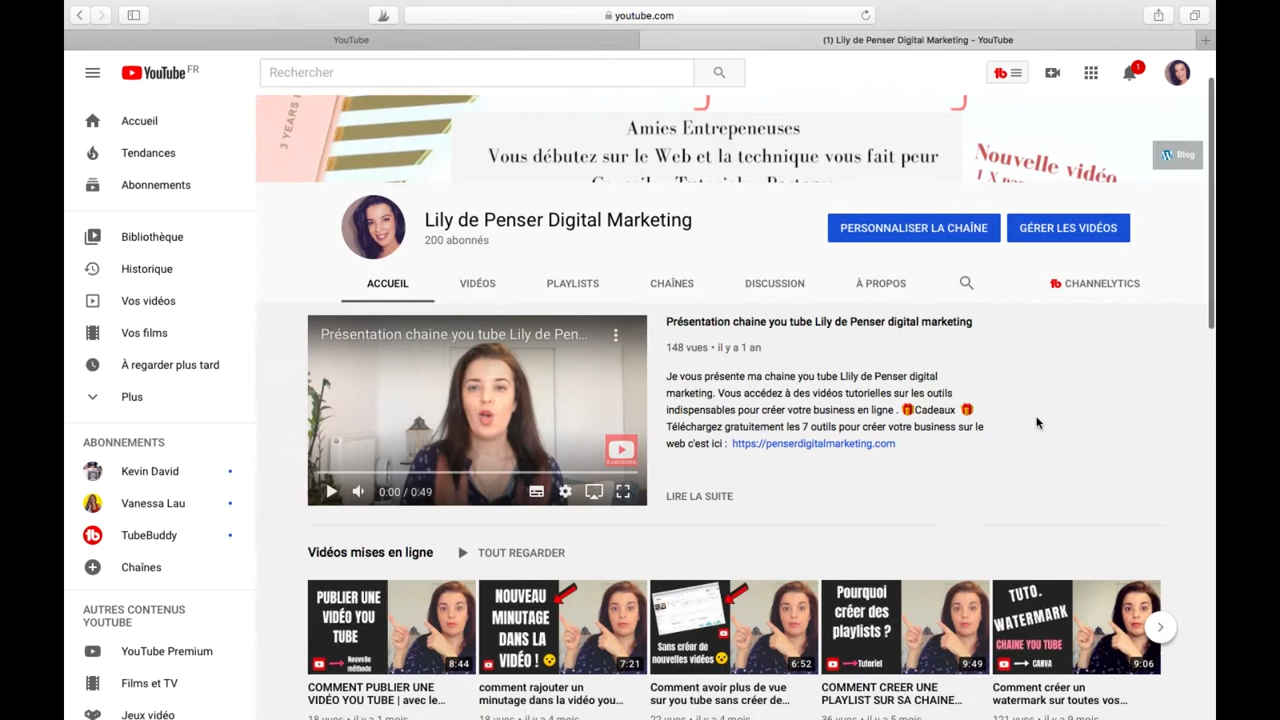 youtube.com
YouTube
(1) Lily de Penser Digital Marketing - YouTube
YouTube FR
Rechercher
1
3 YEARS
Amies Entrepeneuses
Vous débutez sur le Web et la technique vous fait peur
Nouvelle vidéo
Blog
Lily de Penser Digital Marketing
200 abonnés
PERSONNALISER LA CHAÎNE
GÉRER LES VIDÉOS
ACCUEIL
VIDÉOS
PLAYLISTS
CHAÎNES
DISCUSSION
À PROPOS
CHANNELYTICS
Accueil
Tendances
Abonnements
Bibliothèque
Historique
Vos vidéos
Vos films
À regarder plus tard
Plus
ABONNEMENTS
Kevin David
Vanessa Lau
TubeBuddy
Chaînes
AUTRES CONTENUS
YOUTUBE
YouTube Premium
Films et TV
Jeux vidéo
Présentation chaine you tube Lily de Pen...
0:00 / 0:49
Présentation chaine you tube Lily de Penser digital marketing
148 vues • il y a 1 an
Je vous présente ma chaine you tube Llily de Penser digital
marketing. Vous accédez à des vidéos tutorielles sur les outils
indispensables pour créer votre business en ligne . 🎁Cadeaux 🎁
Téléchargez gratuitement les 7 outils pour créer votre business sur le
web c'est ici : https://penserdigitalmarketing.com
LIRE LA SUITE
Vidéos mises en ligne
TOUT REGARDER
PUBLIER UNE
VIDÉO YOU
TUBE
Nouvelle
méthode
8:44
NOUVEAU
MINUTAGE
DANS LA
VIDÉO !
7:21
Sans créer de
nouvelles vidéos
6:52
Pourquoi
créer des
playlists ?
Tutoriel
9:49
TUTO.
WATERMARK
CHAINE YOU TUBE
CANVA
9:06
COMMENT PUBLIER UNE
VIDÉO YOU TUBE | avec le...
comment rajouter un
minutage dans la vidéo you...
Comment avoir plus de vue
sur you tube sans créer de...
COMMENT CREER UNE
PLAYLIST SUR SA CHAINE...
Comment créer un
watermark sur toutes vos...